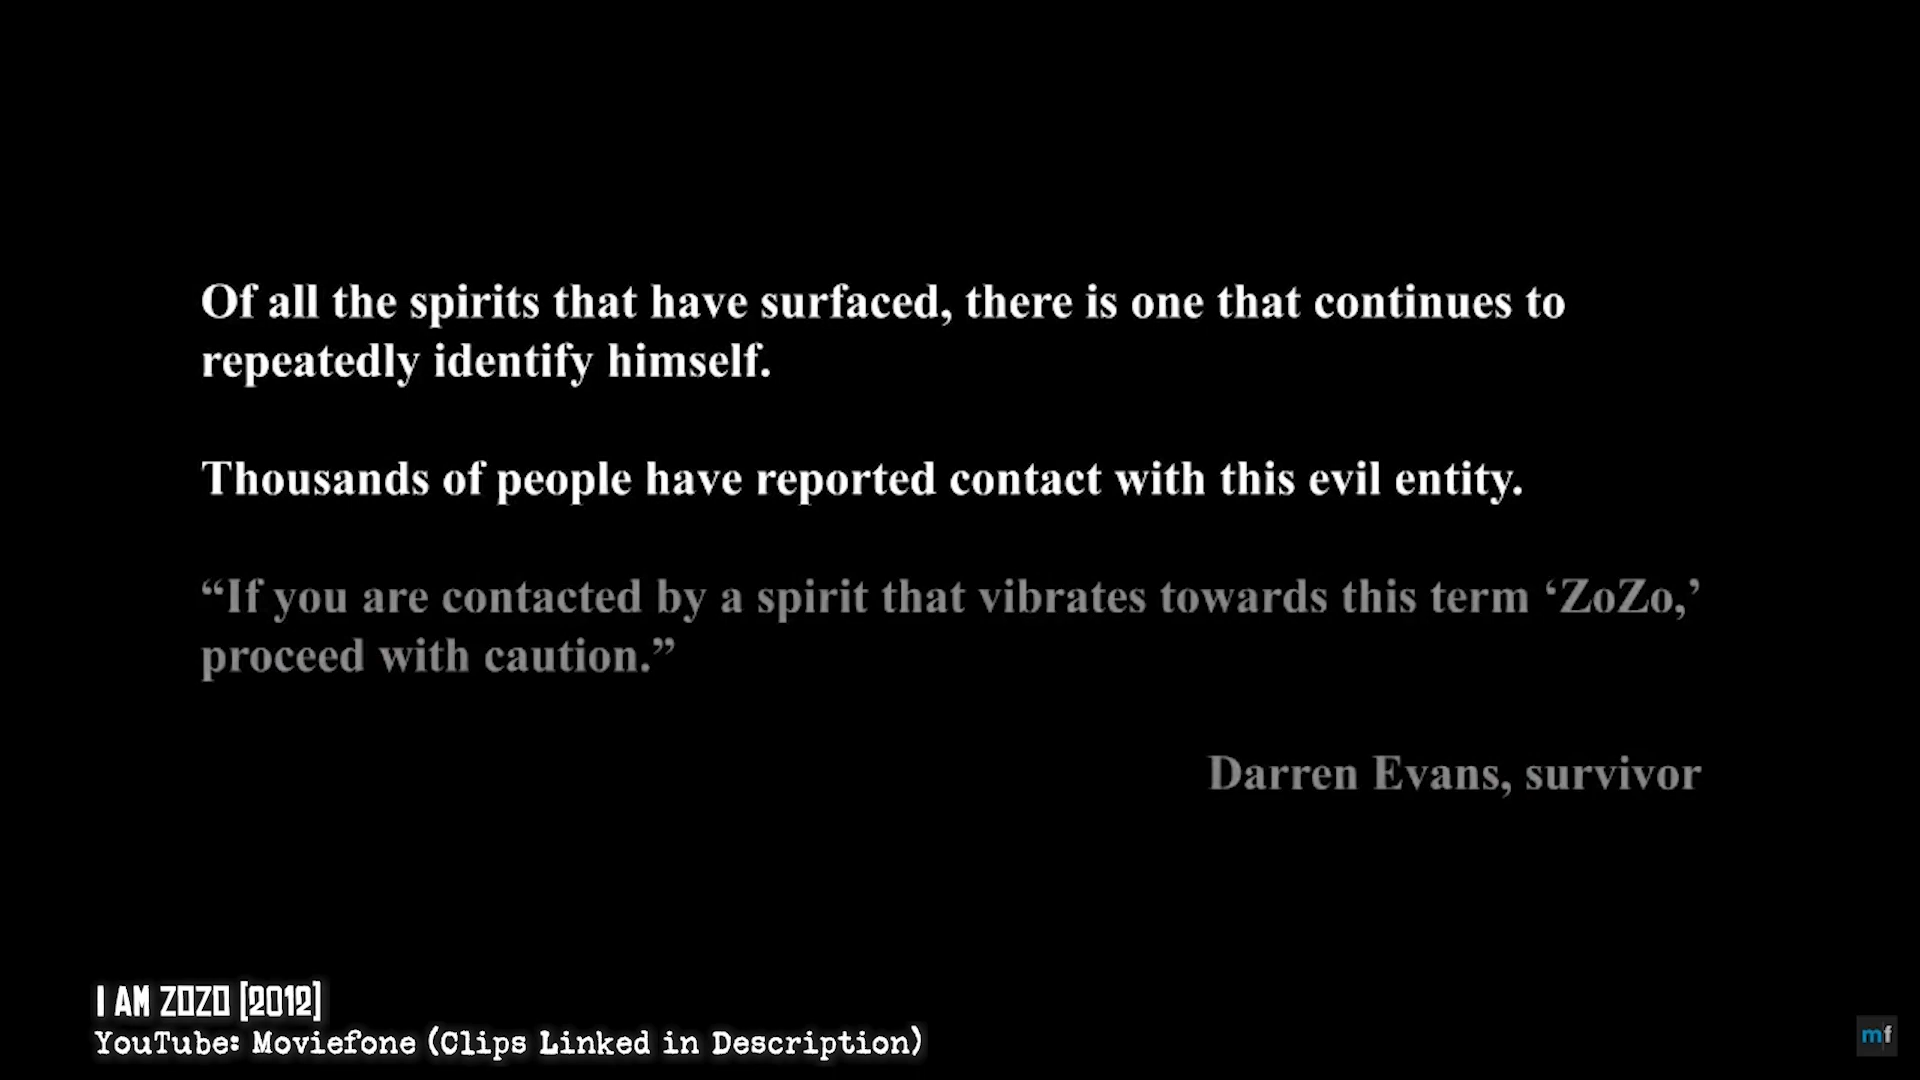 Of all the spirits that have surfaced, there is one that continues to
repeatedly identify himself.
Thousands of people have reported contact with this evil entity.
“If you are contacted by a spirit that vibrates towards this term ‘ZoZo,’
proceed with caution.”
Darren Evans, survivor
I AM ZOZO [2012]
YouTube: Moviefone (Clips Linked in Description)
mf